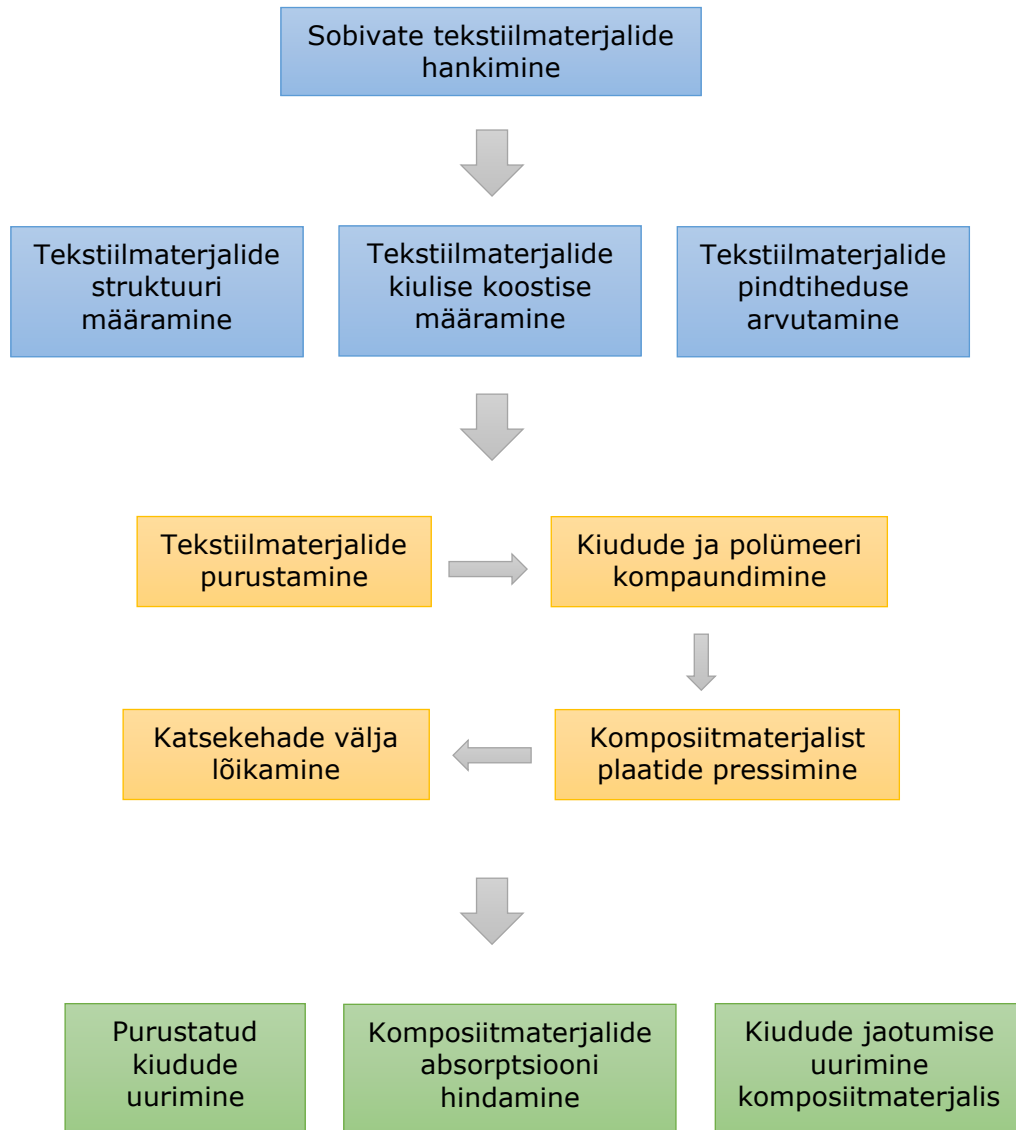 Sobivate tekstiilmaterjalide
hankimine
Tekstiilmaterjalide
struktuuri
määramine
Tekstiilmaterjalide
kiulise koostise
määramine
Tekstiilmaterjalide
pindtiheduse
arvutamine
Tekstiilmaterjalide
purustamine
Kiudude ja polümeeri
kompaundimine
Katsekehade välja
lõikamine
Komposiitmaterjalist
plaatide pressimine
Purustatud
kiudude
uurimine
Komposiitmaterjalide
absorptsiooni
hindamine
Kiudude jaotumise
uurimine
komposiitmaterjalis